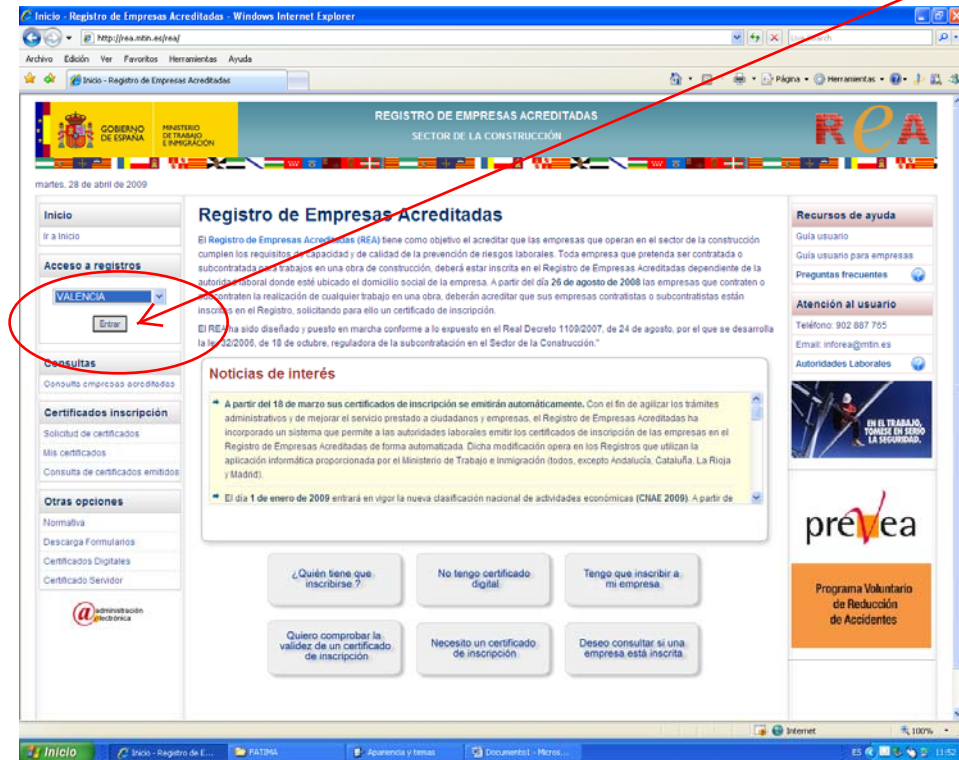 Inicio - Registro de Empresas Acreditadas - Windows Internet Explorer
http://rea.mtin.es/rea/
Live Search
Archivo Edición Ver Favoritos Herramientas Ayuda
Inicio - Registro de Empresas Acreditadas
Página Herramientas
GOBIERNO DE ESPAÑA
MINISTERIO DE TRABAJO E INMIGRACIÓN
REGISTRO DE EMPRESAS ACREDITADAS
SECTOR DE LA CONSTRUCCIÓN
ReA
martes, 28 de abril de 2009
Inicio
Ir a Inicio
Acceso a registros
VALENCIA
Entrar
Consultas
Consulta empresas acreditadas
Certificados inscripción
Solicitud de certificados
Mis certificados
Consulta de certificados emitidos
Otras opciones
Normativa
Descarga Formularios
Certificados Digitales
Certificado Servidor
administración
electrónica
Registro de Empresas Acreditadas
El Registro de Empresas Acreditadas (REA) tiene como objetivo el acreditar que las empresas que operan en el sector de la construcción
cumplen los requisitos de capacidad y de calidad de la prevención de riesgos laborales. Toda empresa que pretenda ser contratada o
subcontratada para trabajos en una obra de construcción, deberá estar inscrita en el Registro de Empresas Acreditadas dependiente de la
autoridad laboral donde esté ubicado el domicilio social de la empresa. A partir del día 26 de agosto de 2008 las empresas que contraten o
subcontraten la realización de cualquier trabajo en una obra, deberán acreditar que sus empresas contratistas o subcontratistas están
inscritas en el Registro, solicitando para ello un certificado de inscripción.
El REA ha sido diseñado y puesto en marcha conforme a lo expuesto en el Real Decreto 1109/2007, de 24 de agosto, por el que se desarrolla
la ley 32/2006, de 18 de octubre, reguladora de la subcontratación en el Sector de la Construcción."
Noticias de interés
A partir del 18 de marzo sus certificados de inscripción se emitirán automáticamente. Con el fin de agilizar los trámites
administrativos y de mejorar el servicio prestado a ciudadanos y empresas, el Registro de Empresas Acreditadas ha
incorporado un sistema que permite a las autoridades laborales emitir los certificados de inscripción de las empresas en el
Registro de Empresas Acreditadas de forma automatizada. Dicha modificación opera en los Registros que utilizan la
aplicación informática proporcionada por el Ministerio de Trabajo e Inmigración (todos, excepto Andalucía, Cataluña, La Rioja
y Madrid).
El día 1 de enero de 2009 entrará en vigor la nueva clasificación nacional de actividades económicas (CNAE 2009). A partir de
¿Quién tiene que
inscribirse ?
No tengo certificado
digital
Tengo que inscribir a
mi empresa
Quiero comprobar la
validez de un certificado
de inscripción
Necesito un certificado
de inscripción
Deseo consultar si una
empresa está inscrita
Recursos de ayuda
Guía usuario
Guía usuario para empresas
Preguntas frecuentes
Atención al usuario
Teléfono: 902 887 765
Email: inforea@mtin.es
Autoridades Laborales
EN EL TRABAJO,
TÓMESE EN SERIO
LA SEGURIDAD.
prevea
Programa Voluntario
de Reducción
de Accidentes
Internet
100%
Inicio
Inicio - Registro de E...
FATIMA
Apariencia y temas
Documento1 - Micros...
ES
11:52